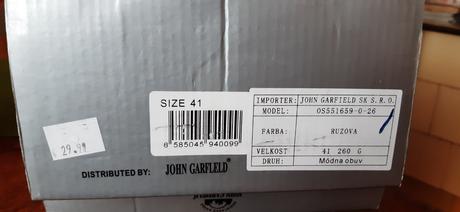 SIZE 41
6 585045 940099
29.99
DISTRIBUTED BY: JOHN GARFIELD®
IMPORTER: JOHN GARFIELD SK S.R.O.
MODEL: OS551659-0-26
FARBA: RUZOVA
VELKOST 41 260 G
DRUH: Módna obuv